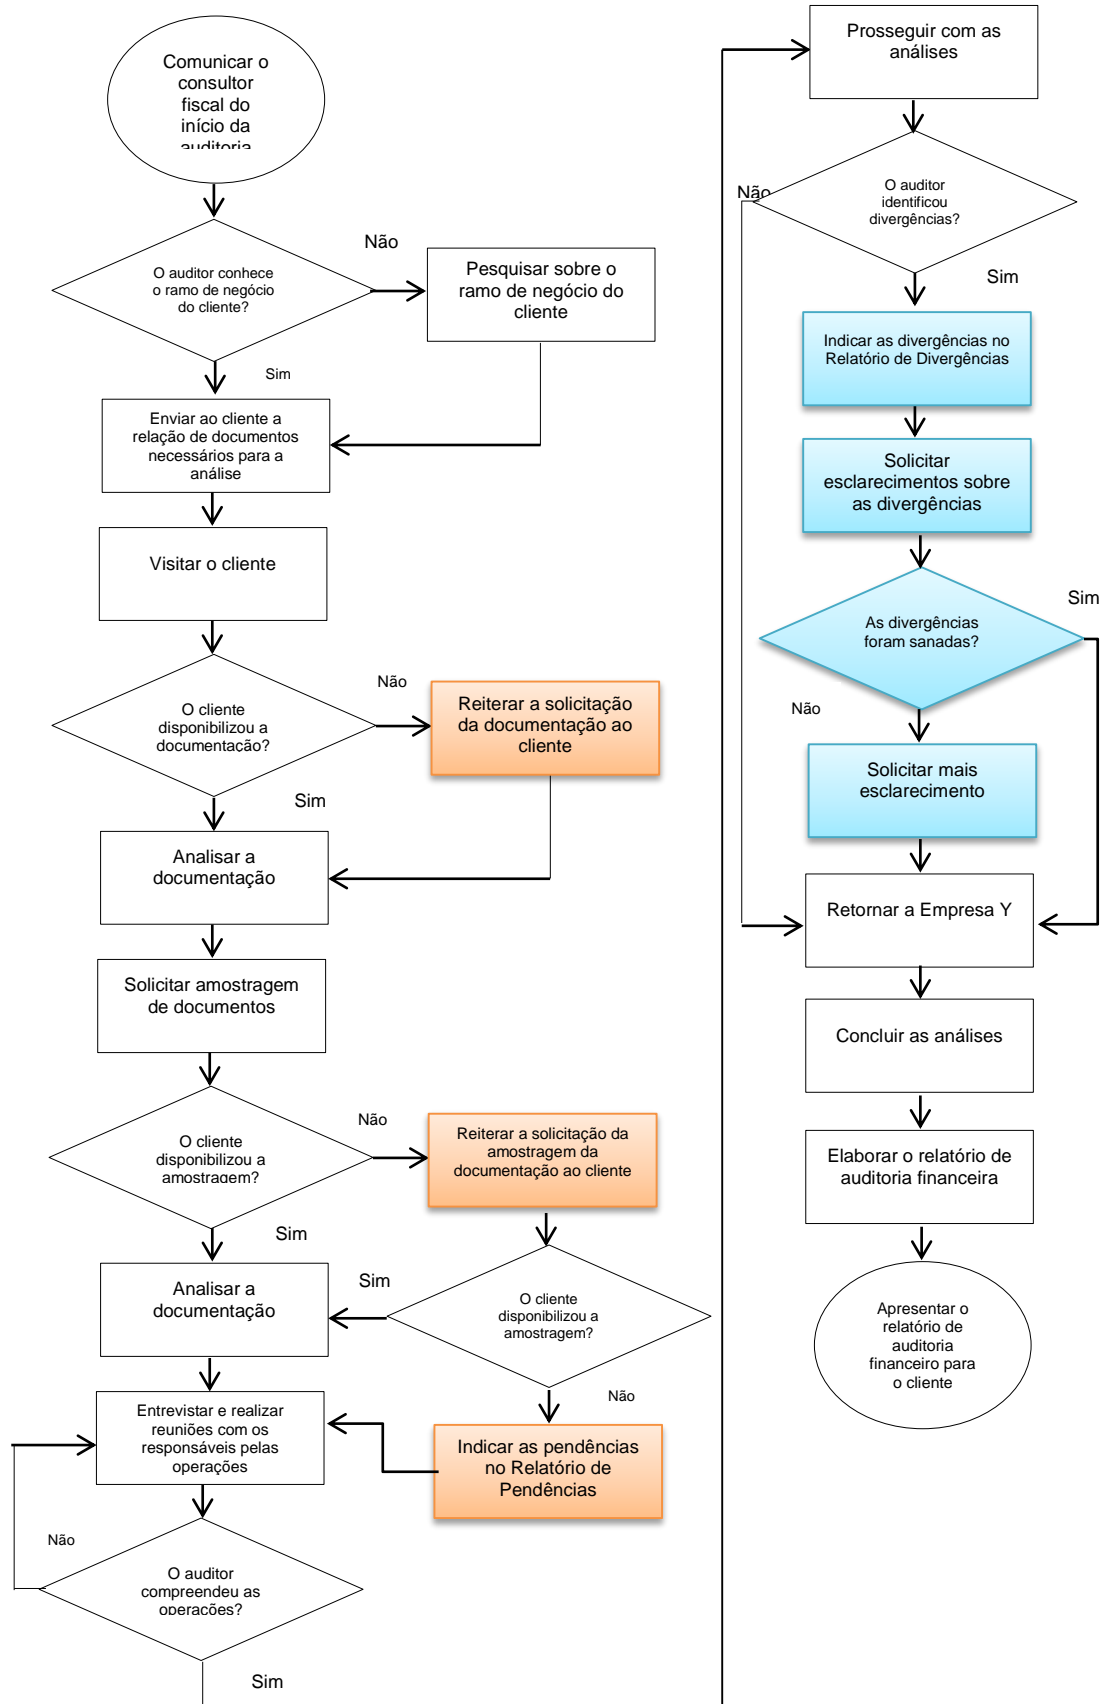 Comunicar o
consultor
fiscal do
início da
auditoria
Não
O auditor conhece
o ramo de negócio
do cliente?
Pesquisar sobre o
ramo de negócio do
cliente
Sim
Enviar ao cliente a
relação de documentos
necessários para a
análise
Visitar o cliente
O cliente
disponibilizou a
documentação?
Não
Reiterar a solicitação
da documentação ao
cliente
Sim
Analisar a
documentação
Solicitar amostragem
de documentos
O cliente
disponibilizou a
amostragem?
Não
Reiterar a solicitação da
amostragem da
documentação ao cliente
Sim
Analisar a
documentação
Sim
O cliente
disponibilizou a
amostragem?
Não
Entrevistar e realizar
reuniões com os
responsáveis pelas
operações
Indicar as pendências
no Relatório de
Pendências
Não
O auditor
compreendeu as
operações?
Sim
Prosseguir com as
análises
Não
O auditor
identificou
divergências?
Sim
Indicar as divergências no
Relatório de Divergências
Solicitar
esclarecimentos sobre
as divergências
As divergências
foram sanadas?
Sim
Não
Solicitar mais
esclarecimento
Retornar a Empresa Y
Concluir as análises
Elaborar o relatório de
auditoria financeira
Apresentar o
relatório de
auditoria
financeiro para
o cliente